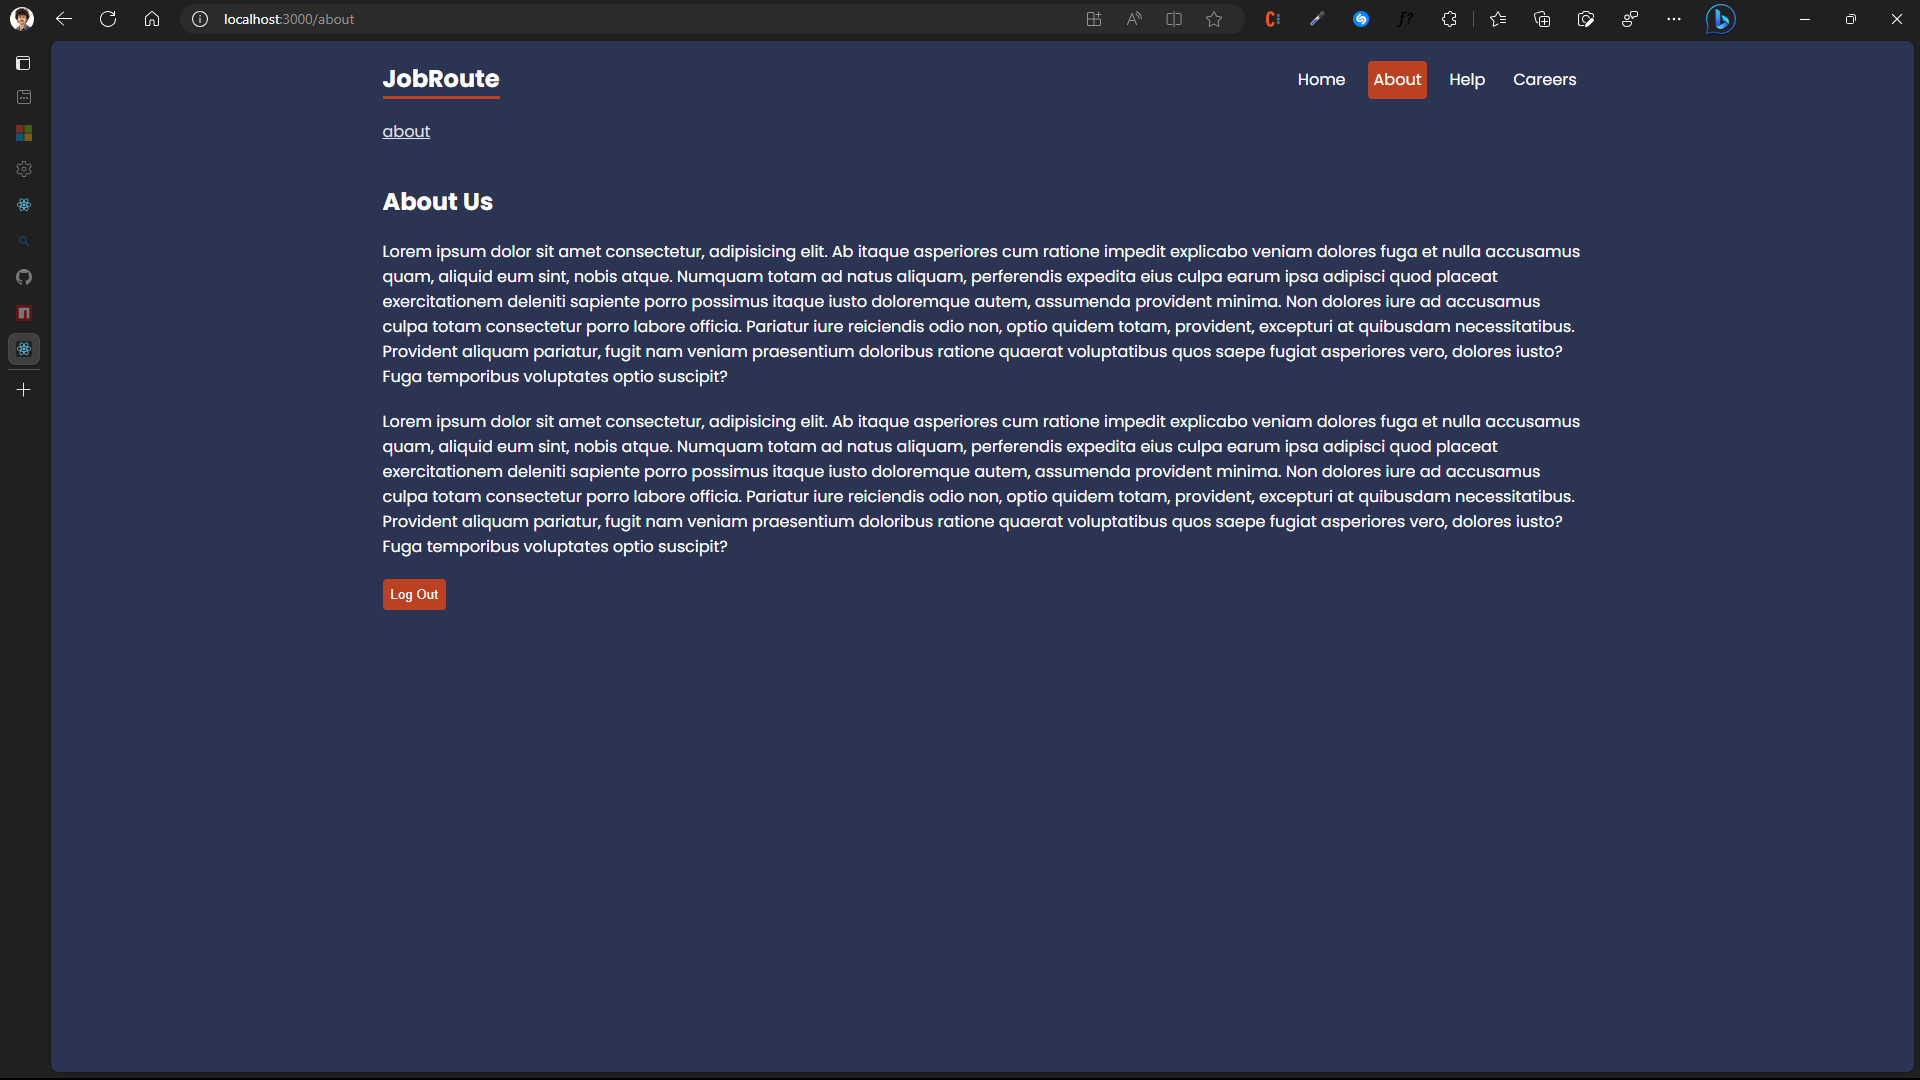 localhost:3000/about
JobRoute
Home About Help Careers
about
About Us
Lorem ipsum dolor sit amet consectetur, adipisicing elit. Ab itaque asperiores cum ratione impedit explicabo veniam dolores fuga et nulla accusamus
quam, aliquid eum sint, nobis atque. Numquam totam ad natus aliquam, perferendis expedita eius culpa earum ipsa adipisci quod placeat
exercitationem deleniti sapiente porro possimus itaque iusto doloremque autem, assumenda provident minima. Non dolores iure ad accusamus
culpa totam consectetur porro labore officia. Pariatur iure reiciendis odio non, optio quidem totam, provident, excepturi at quibusdam necessitatibus.
Provident aliquam pariatur, fugit nam veniam praesentium doloribus ratione quaerat voluptatibus quos saepe fugiat asperiores vero, dolores iusto?
Fuga temporibus voluptates optio suscipit?
Lorem ipsum dolor sit amet consectetur, adipisicing elit. Ab itaque asperiores cum ratione impedit explicabo veniam dolores fuga et nulla accusamus
quam, aliquid eum sint, nobis atque. Numquam totam ad natus aliquam, perferendis expedita eius culpa earum ipsa adipisci quod placeat
exercitationem deleniti sapiente porro possimus itaque iusto doloremque autem, assumenda provident minima. Non dolores iure ad accusamus
culpa totam consectetur porro labore officia. Pariatur iure reiciendis odio non, optio quidem totam, provident, excepturi at quibusdam necessitatibus.
Provident aliquam pariatur, fugit nam veniam praesentium doloribus ratione quaerat voluptatibus quos saepe fugiat asperiores vero, dolores iusto?
Fuga temporibus voluptates optio suscipit?
Log Out